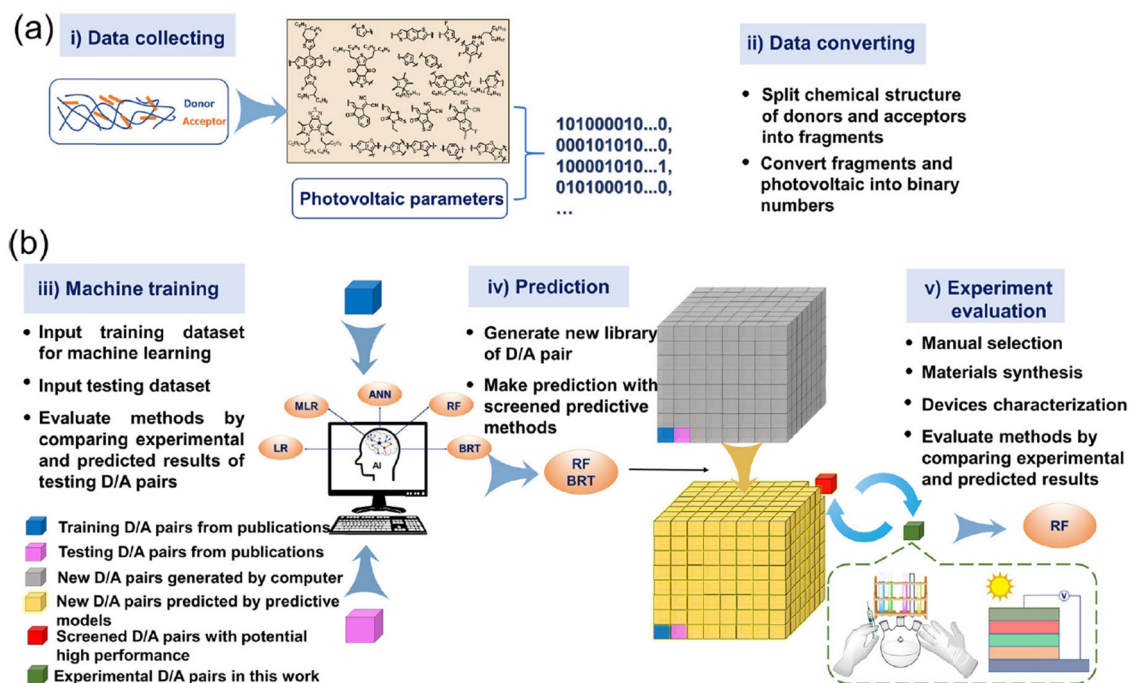 (a)
i) Data collecting
Donor
Acceptor
Photovoltaic parameters
101000010...0,
000101010...0,
100001010...1,
010100010...0,
...
ii) Data converting
• Split chemical structure
of donors and acceptors
into fragments
• Convert fragments and
photovoltaic into binary
numbers
(b)
iii) Machine training
• Input training dataset
for machine learning
• Input testing dataset
• Evaluate methods by
comparing experimental
and predicted results of
testing D/A pairs
LR
MLR
ANN
RF
BRT
AI
iv) Prediction
• Generate new library
of D/A pair
• Make prediction with
screened predictive
methods
RF
BRT
v) Experiment
evaluation
• Manual selection
• Materials synthesis
• Devices characterization
• Evaluate methods by
comparing experimental
and predicted results
RF
V
Training D/A pairs from publications
Testing D/A pairs from publications
New D/A pairs generated by computer
New D/A pairs predicted by predictive
models
Screened D/A pairs with potential
high performance
Experimental D/A pairs in this work